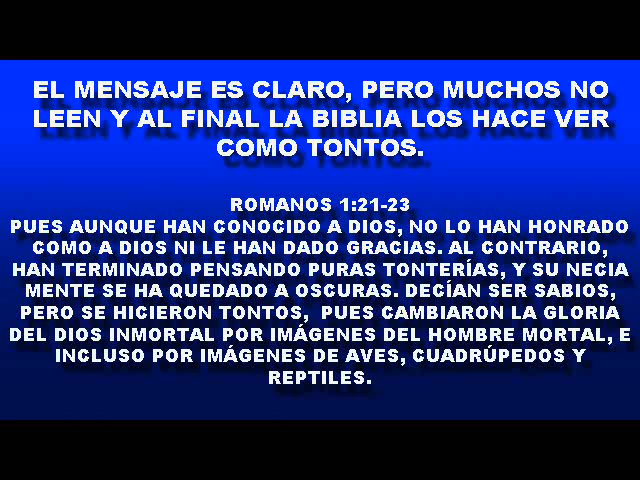 EL MENSAJE ES CLARO, PERO MUCHOS NO
LEEN Y AL FINAL LA BIBLIA LOS HACE VER
COMO TONTOS.
ROMANOS 1:21-23
PUES AUNQUE HAN CONOCIDO A DIOS, NO LO HAN HONRADO
COMO A DIOS NI LE HAN DADO GRACIAS. AL CONTRARIO,
HAN TERMINADO PENSANDO PURAS TONTERÍAS, Y SU NECIA
MENTE SE HA QUEDADO A OSCURAS. DECÍAN SER SABIOS,
PERO SE HICIERON TONTOS, PUES CAMBIARON LA GLORIA
DEL DIOS INMORTAL POR IMÁGENES DEL HOMBRE MORTAL, E
INCLUSO POR IMÁGENES DE AVES, CUADRÚPEDOS Y
REPTILES.